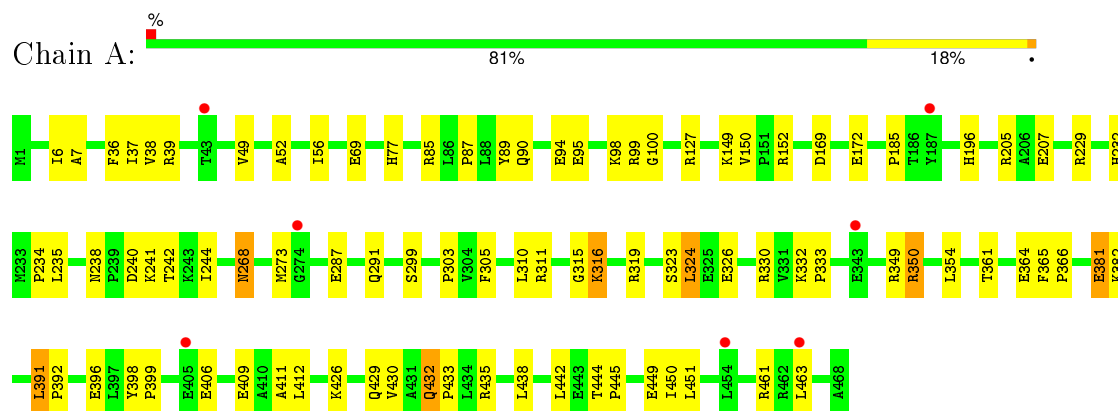 %
Chain A:
81% 18% •
M1 I6 A7 F36 I37 V38 R39 T43 V49 A52 I56 E69 H77 R85 L86 P87 L88 Y89 Q90 E94 E95 K98 R99 G100 R127 K149 V150 P151 R152 D169 E172 P185 T186 Y187 H196 R205 A206 E207 R229 H232
M233 P234 L235 N238 P239 D240 K241 T242 K243 I244 N268 M273 G274 E287 Q291 S299 P303 V304 F305 L310 R311 G315 K316 R319 S323 L324 E325 E326 R330 V331 K332 P333 E343 R349 R350 L354 T361 E364 F365 P366 E381 K382
L391 P392 E396 L397 Y398 P399 E405 E406 E409 A410 A411 L412 K426 Q429 V430 A431 Q432 P433 L434 R435 L438 L442 E443 T444 P445 E449 I450 L451 L454 R461 R462 L463 A468